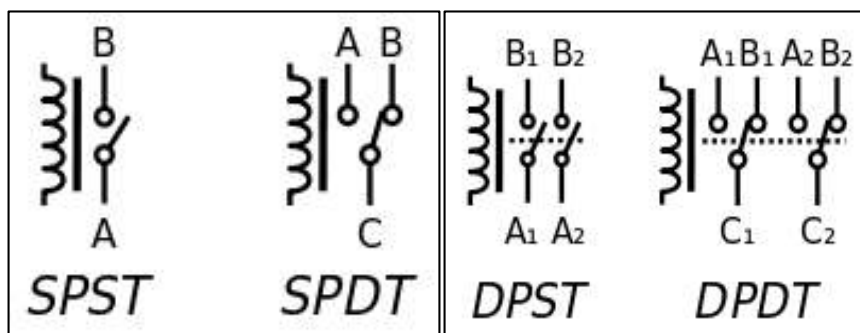 B A B
A C
SPST SPDT
B₁ B₂ A₁ B₁ A₂ B₂
A₁ A₂ C₁ C₂
DPST DPDT